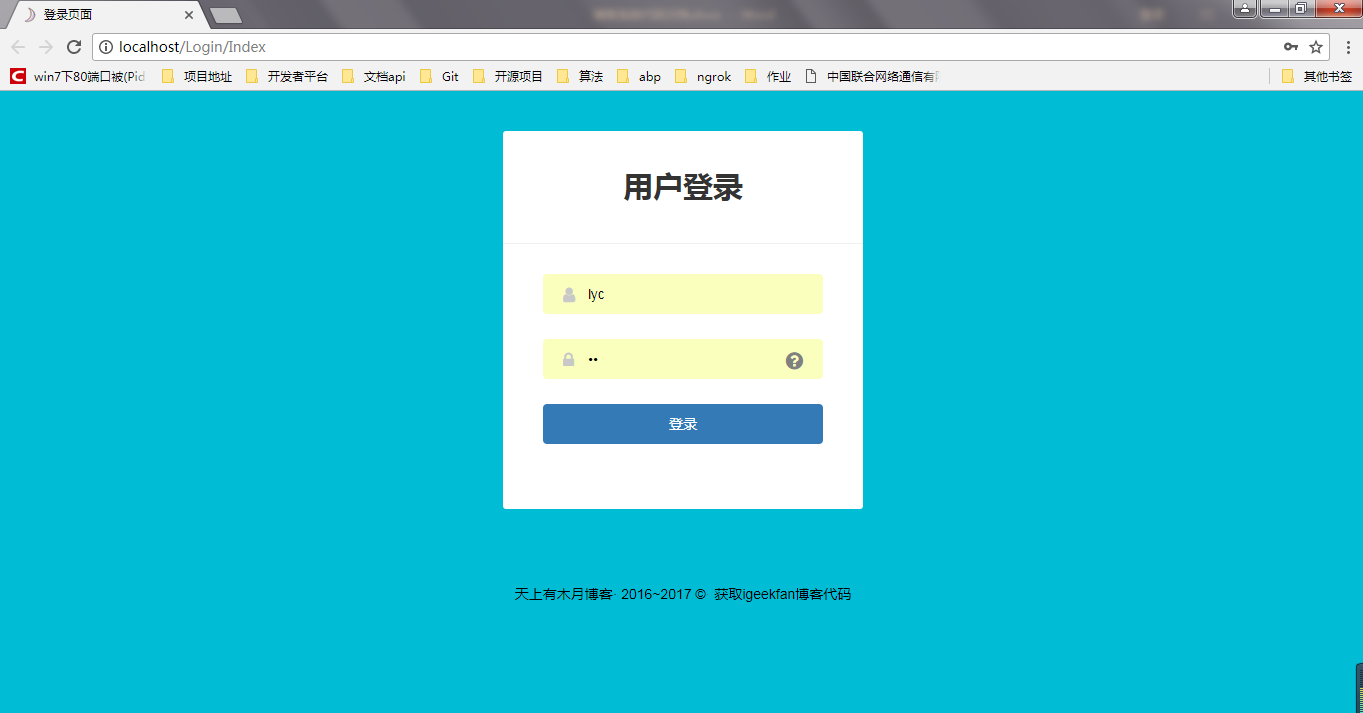 登录页面
localhost/Login/Index
win7下80端口被(Pid 项目地址 开发者平台 文档api Git 开源项目 算法 abp ngrok 作业 中国联合网络通信有 其他书签
用户登录
lyc
••
登录
天上有木月博客· 2016~2017 © 获取igeekfan博客代码